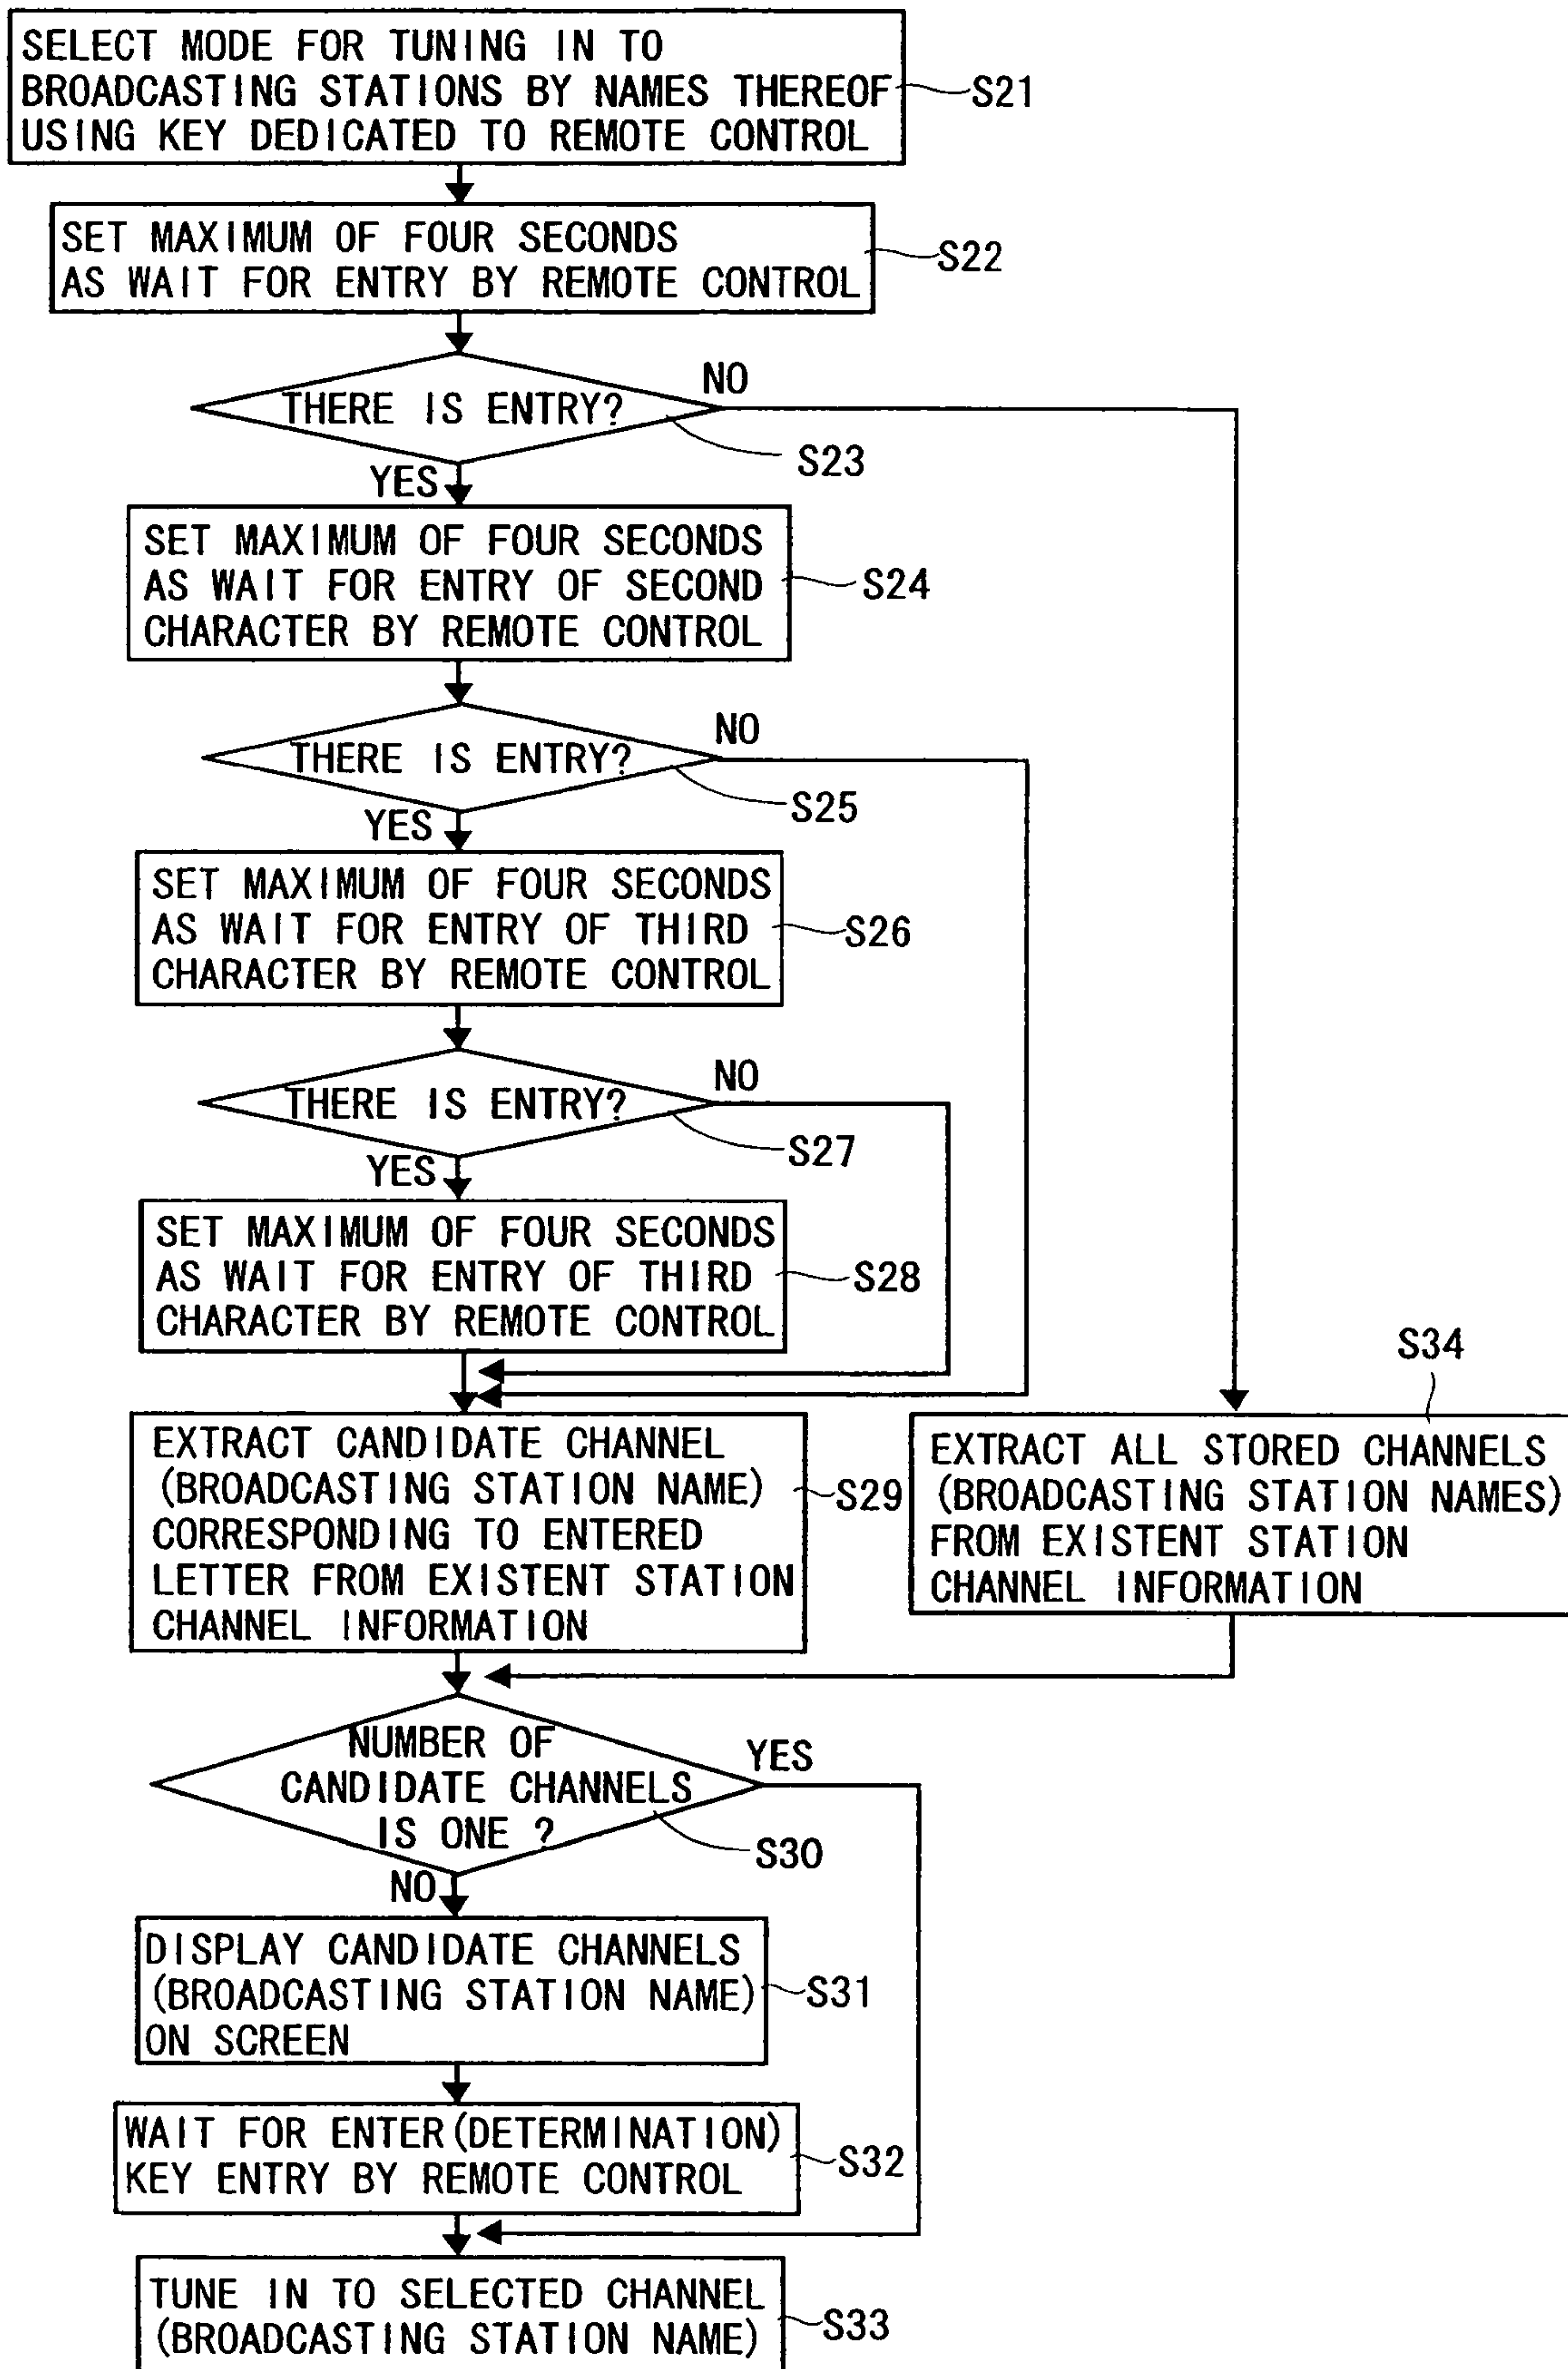 SELECT MODE FOR TUNING IN TO
BROADCASTING STATIONS BY NAMES THEREOF
USING KEY DEDICATED TO REMOTE CONTROL
S21
SET MAXIMUM OF FOUR SECONDS
AS WAIT FOR ENTRY BY REMOTE CONTROL
S22
THERE IS ENTRY?
NO
S23
YES
SET MAXIMUM OF FOUR SECONDS
AS WAIT FOR ENTRY OF SECOND
CHARACTER BY REMOTE CONTROL
S24
THERE IS ENTRY?
NO
S25
YES
SET MAXIMUM OF FOUR SECONDS
AS WAIT FOR ENTRY OF THIRD
CHARACTER BY REMOTE CONTROL
S26
THERE IS ENTRY?
NO
S27
YES
SET MAXIMUM OF FOUR SECONDS
AS WAIT FOR ENTRY OF THIRD
CHARACTER BY REMOTE CONTROL
S28
EXTRACT CANDIDATE CHANNEL
(BROADCASTING STATION NAME)
CORRESPONDING TO ENTERED
LETTER FROM EXISTENT STATION
CHANNEL INFORMATION
S29
S34
EXTRACT ALL STORED CHANNELS
(BROADCASTING STATION NAMES)
FROM EXISTENT STATION
CHANNEL INFORMATION
NUMBER OF
CANDIDATE CHANNELS
IS ONE ?
YES
S30
NO
DISPLAY CANDIDATE CHANNELS
(BROADCASTING STATION NAME)
ON SCREEN
S31
WAIT FOR ENTER(DETERMINATION)
KEY ENTRY BY REMOTE CONTROL
S32
TUNE IN TO SELECTED CHANNEL
(BROADCASTING STATION NAME)
S33